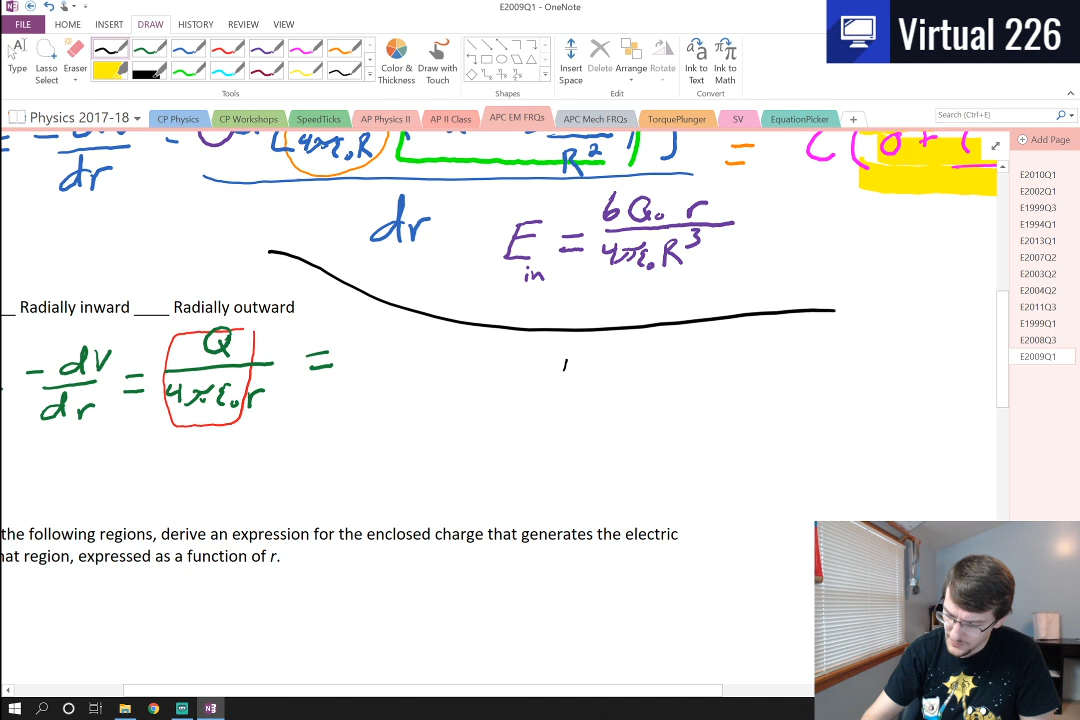 E2009Q1 - OneNote
FILE HOME INSERT DRAW HISTORY REVIEW VIEW
Virtual 226
Type Lasso Select Eraser Color & Thickness Draw with Touch Insert Space Delete Arrange Rotate Ink to Text Ink to Math
Tools Shapes Edit Convert
Physics 2017-18 CP Physics CP Workshops SpeedTicks AP Physics II AP II Class APC EM FRQs APC Mech FRQs TorquePlunger SV EquationPicker + Search (Ctrl+E)
Add Page
E2010Q1
E2002Q1
E1999Q3
E1994Q1
E2013Q1
E2007Q2
E2003Q2
E2004Q2
E2011Q3
E1999Q1
E2008Q3
E2009Q1
4πε₀R R² =
dr
dr
E_in = 6Q₀ r / 4πε₀R³
___ Radially inward ____ Radially outward
-dV/dr = Q / 4πε₀r =
the following regions, derive an expression for the enclosed charge that generates the electric
hat region, expressed as a function of r.